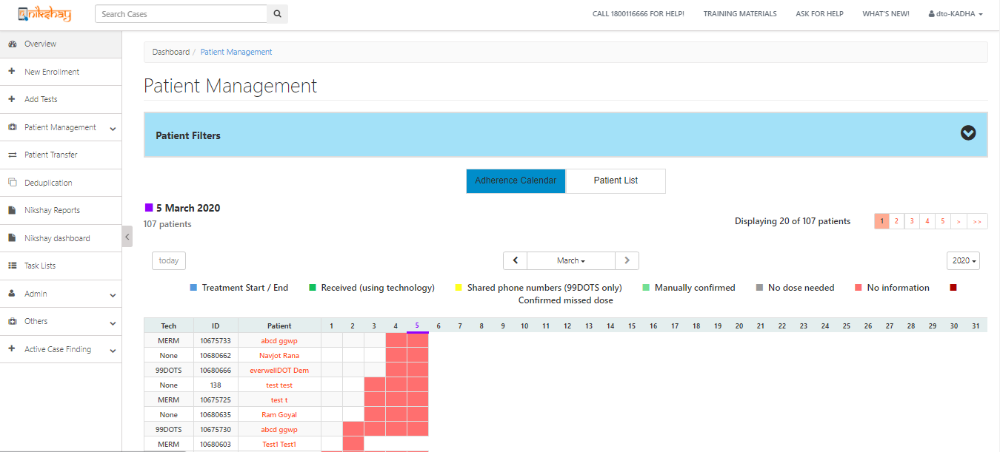 nikshay
Search Cases
CALL 1800116666 FOR HELP!
TRAINING MATERIALS
ASK FOR HELP
WHAT'S NEW!
dto-KADHA
Overview
New Enrollment
Add Tests
Patient Management
Patient Transfer
Deduplication
Nikshay Reports
Nikshay dashboard
Task Lists
Admin
Others
Active Case Finding
Dashboard / Patient Management
Patient Management
Patient Filters
Adherence Calendar
Patient List
5 March 2020
107 patients
Displaying 20 of 107 patients
1 2 3 4 5 > >>
today
March
2020
Treatment Start / End
Received (using technology)
Shared phone numbers (99DOTS only)
Manually confirmed
No dose needed
No information
Confirmed missed dose
Tech ID Patient 1 2 3 4 5 6 7 8 9 10 11 12 13 14 15 16 17 18 19 20 21 22 23 24 25 26 27 28 29 30 31
MERM 10675733 abcd ggwp
None 10680662 Navjot Rana
99DOTS 10680666 everwellDOT Dem
None 138 test test
MERM 10675725 test t
None 10680635 Ram Goyal
99DOTS 10675730 abcd ggwp
MERM 10680603 Test1 Test1